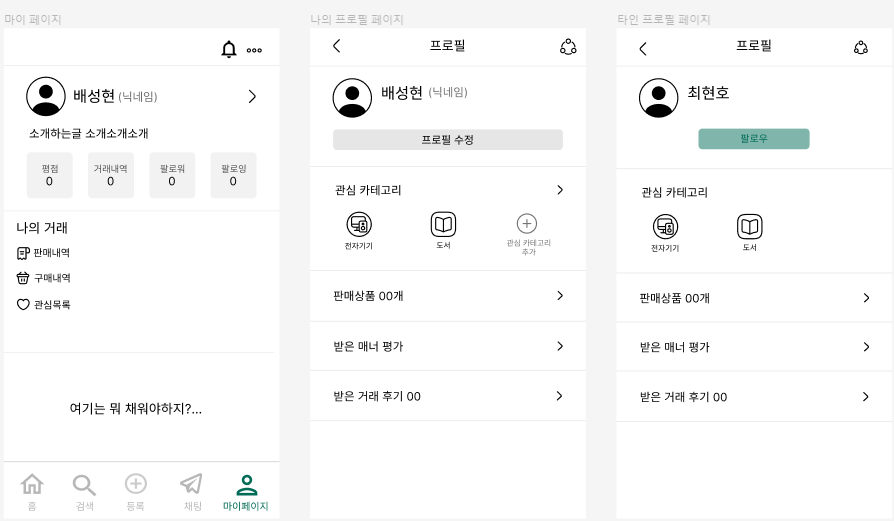 마이 페이지
배성현 (닉네임)
소개하는글 소개소개소개
평점
0
거래내역
0
팔로워
0
팔로잉
0
나의 거래
판매내역
구매내역
관심목록
여기는 뭐 채워야하지?...
홈
검색
등록
채팅
마이페이지
나의 프로필 페이지
프로필
배성현 (닉네임)
프로필 수정
관심 카테고리
전자기기
도서
관심 카테고리
추가
판매상품 00개
받은 매너 평가
받은 거래 후기 00
타인 프로필 페이지
프로필
최현호
팔로우
관심 카테고리
전자기기
도서
판매상품 00개
받은 매너 평가
받은 거래 후기 00